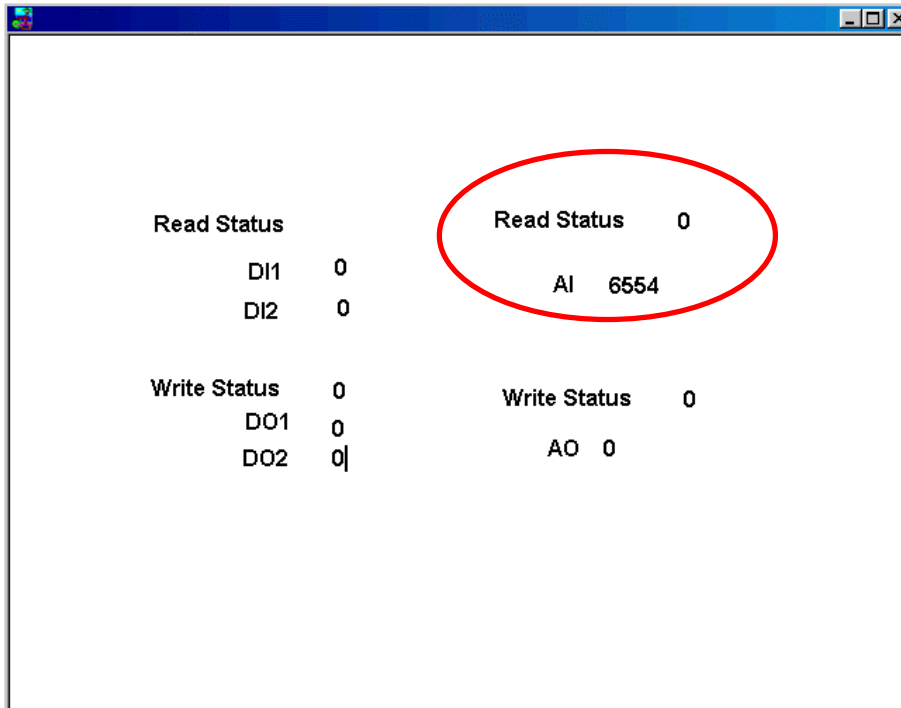 Read Status
DI1 0
DI2 0
Read Status 0
AI 6554
Write Status 0
DO1 0
DO2 0
Write Status 0
AO 0